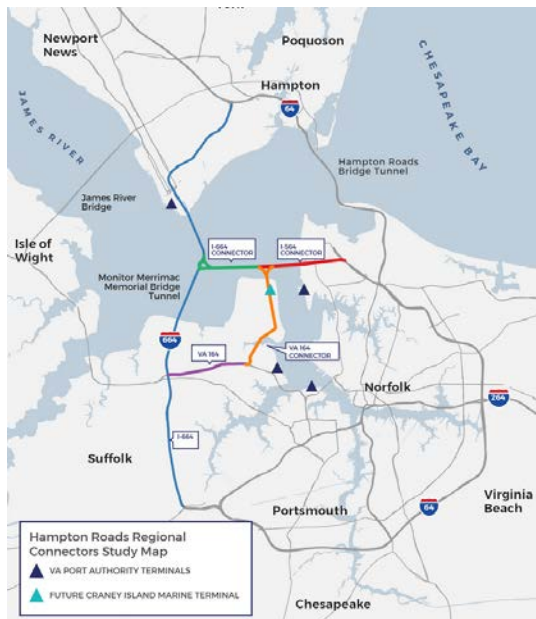 Newport
News
Poquoson
Hampton
64
CHESAPEAKE BAY
JAMES RIVER
Hampton Roads
Bridge Tunnel
James River
Bridge
I-664
CONNECTOR
I-564
CONNECTOR
Isle of
Wight
Monitor Merrimac
Memorial Bridge
Tunnel
664
VA 164
VA 164
CONNECTOR
Norfolk
264
I-664
Suffolk
64
Virginia
Beach
Portsmouth
Hampton Roads Regional
Connectors Study Map
VA PORT AUTHORITY TERMINALS
FUTURE CRANEY ISLAND MARINE TERMINAL
Chesapeake